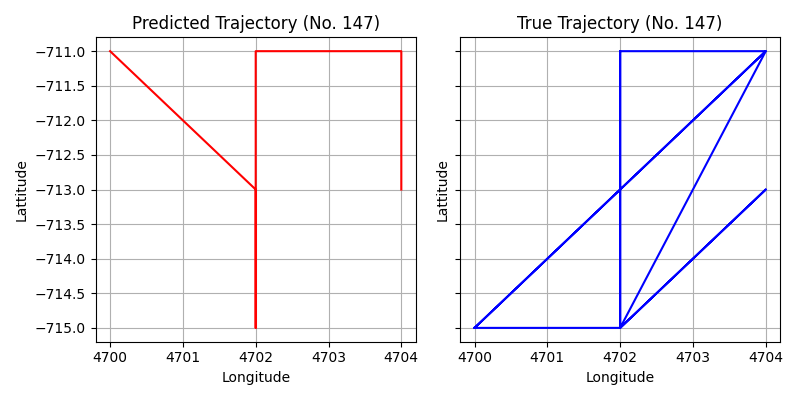 Predicted Trajectory (No. 147)
Lattitude
−711.0
−711.5
−712.0
−712.5
−713.0
−713.5
−714.0
−714.5
−715.0
4700 4701 4702 4703 4704
Longitude
True Trajectory (No. 147)
Lattitude
4700 4701 4702 4703 4704
Longitude